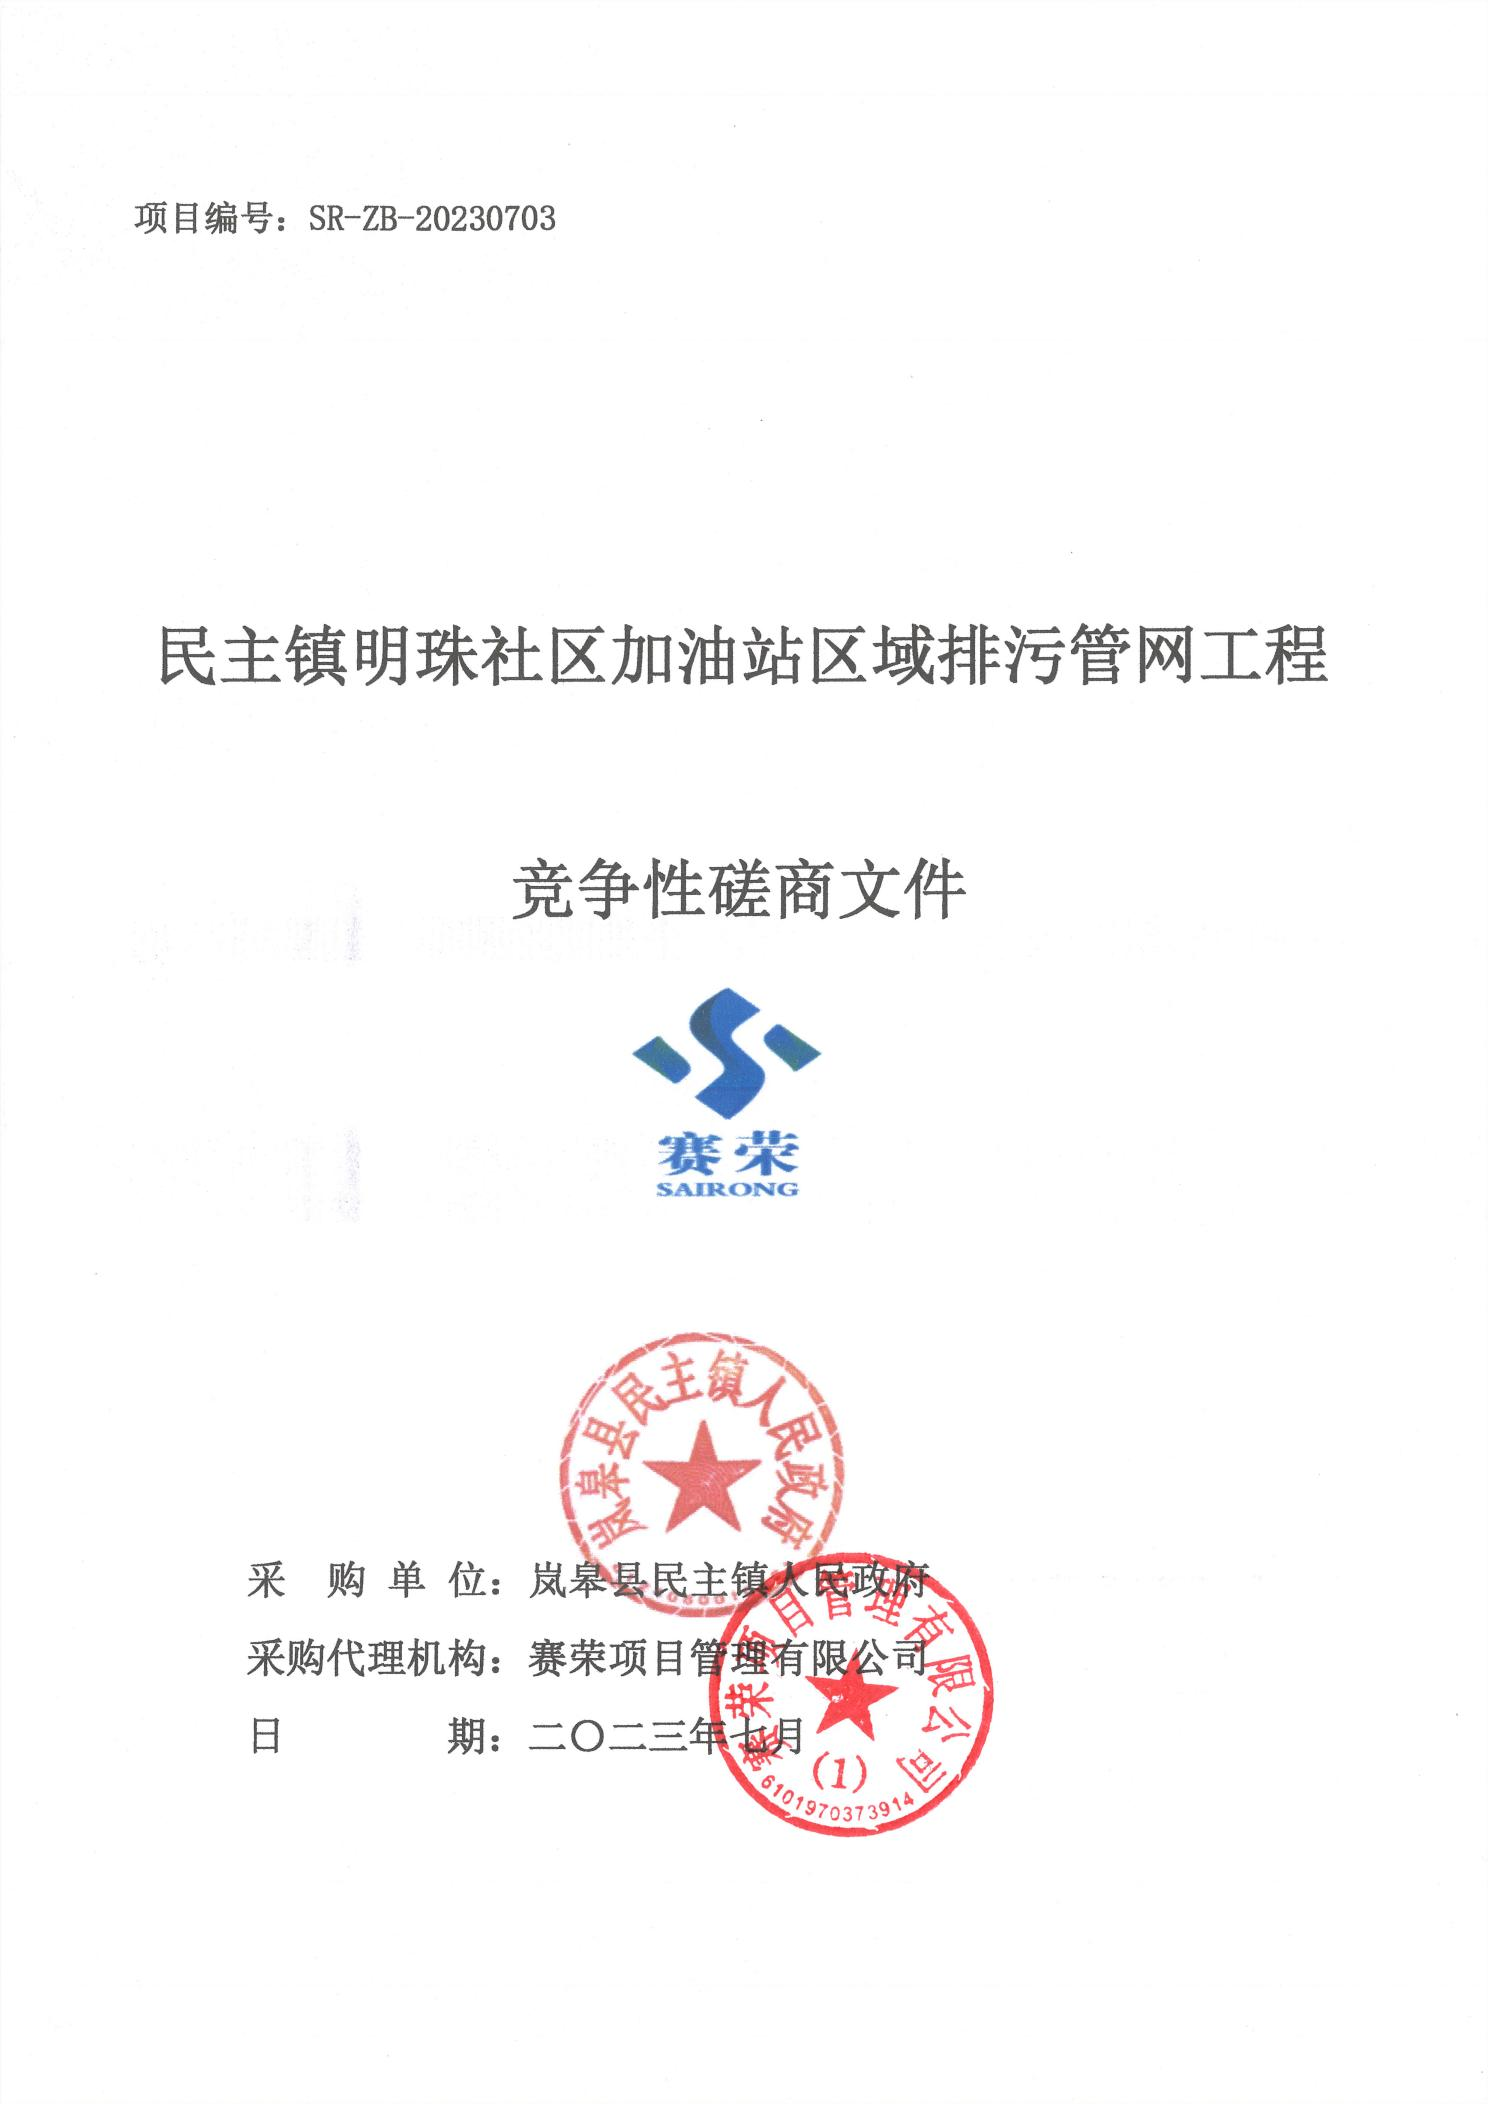 项目编号：SR-ZB-20230703
民主镇明珠社区加油站区域排污管网工程
竞争性磋商文件
赛荣
SAIRONG
岚皋县民主镇人民政府
采购单位：岚皋县民主镇人民政府
采购代理机构：赛荣项目管理有限公司
日期：二〇二三年七月
赛荣项目管理有限公司
(1)
6101970373914